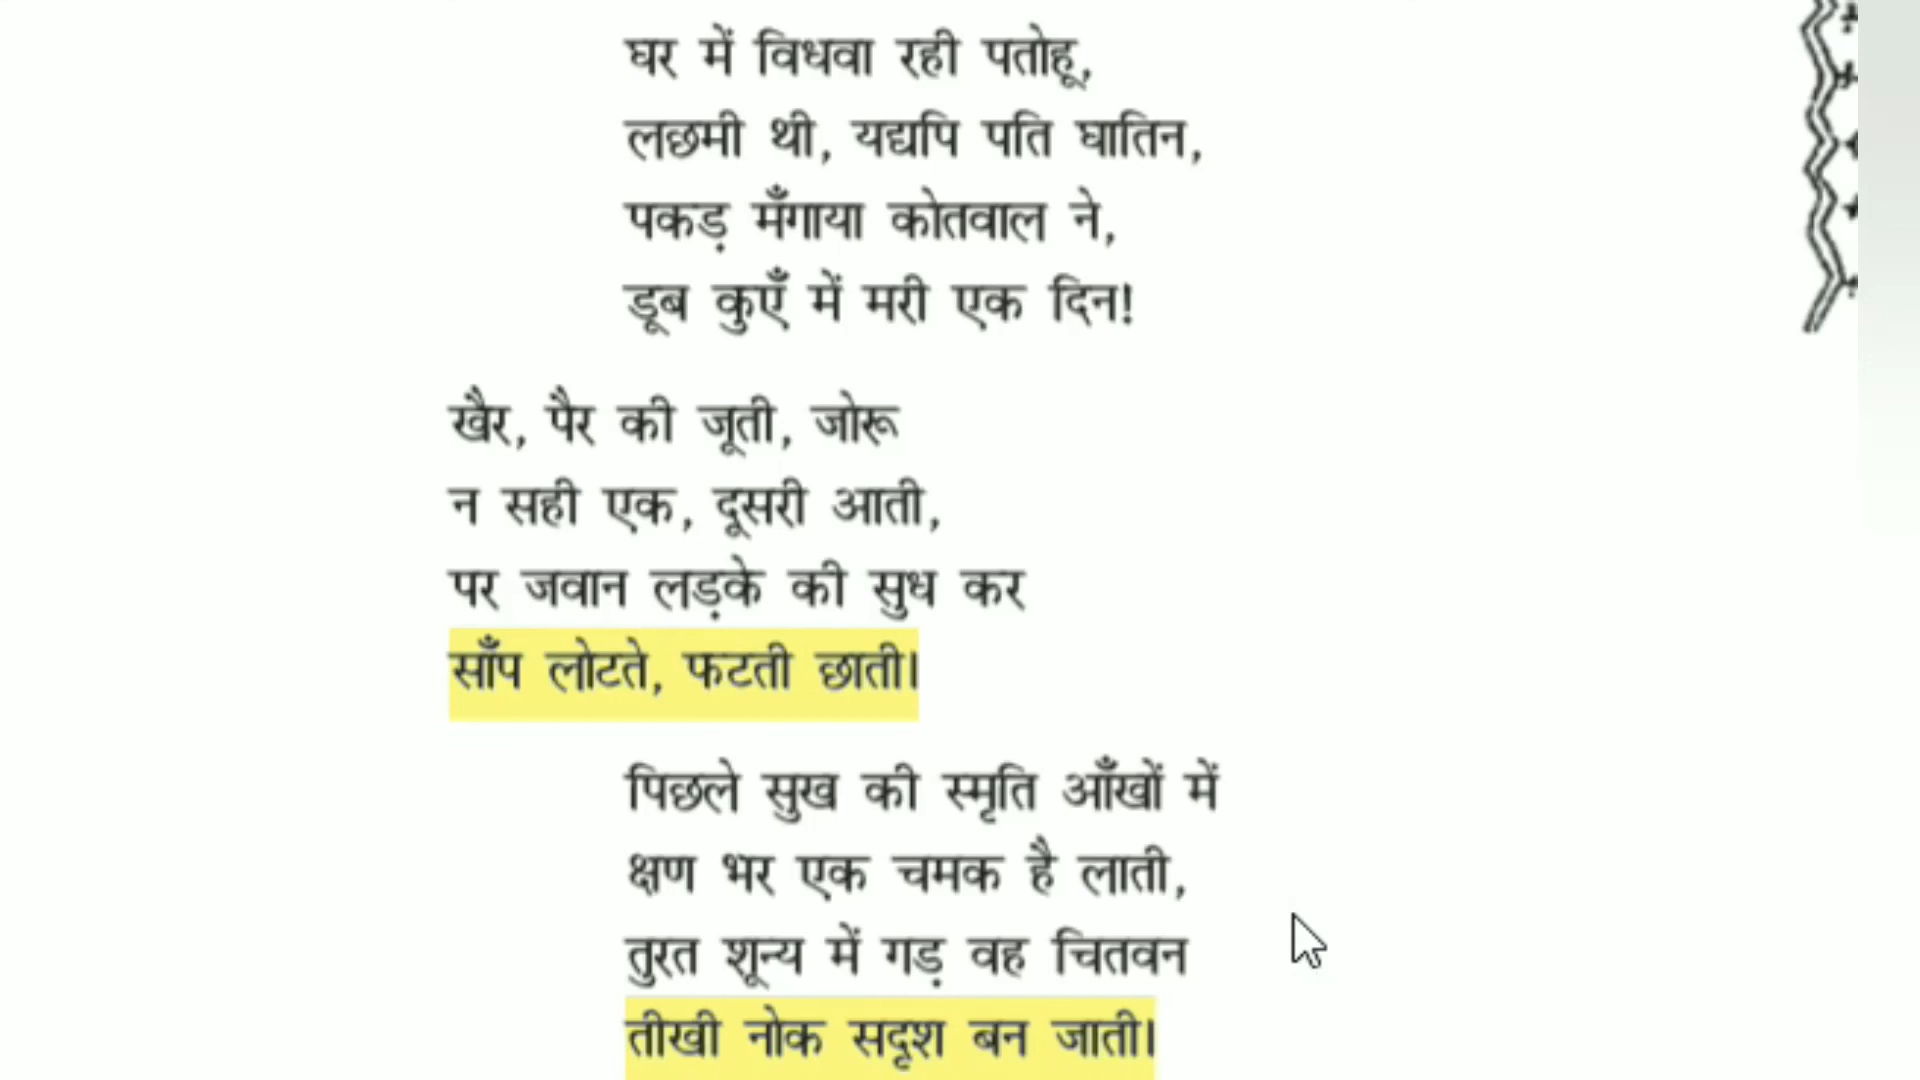 घर में विधवा रही पतोहू,
लछमी थी, यद्यपि पति घातिन,
पकड़ मँगाया कोतवाल ने,
डूब कुएँ में मरी एक दिन!
खैर, पैर की जूती, जोरू
न सही एक, दूसरी आती,
पर जवान लड़के की सुध कर
साँप लोटते, फटती छाती।
पिछले सुख की स्मृति आँखों में
क्षण भर एक चमक है लाती,
तुरत शून्य में गड़ वह चितवन
तीखी नोक सदृश बन जाती।